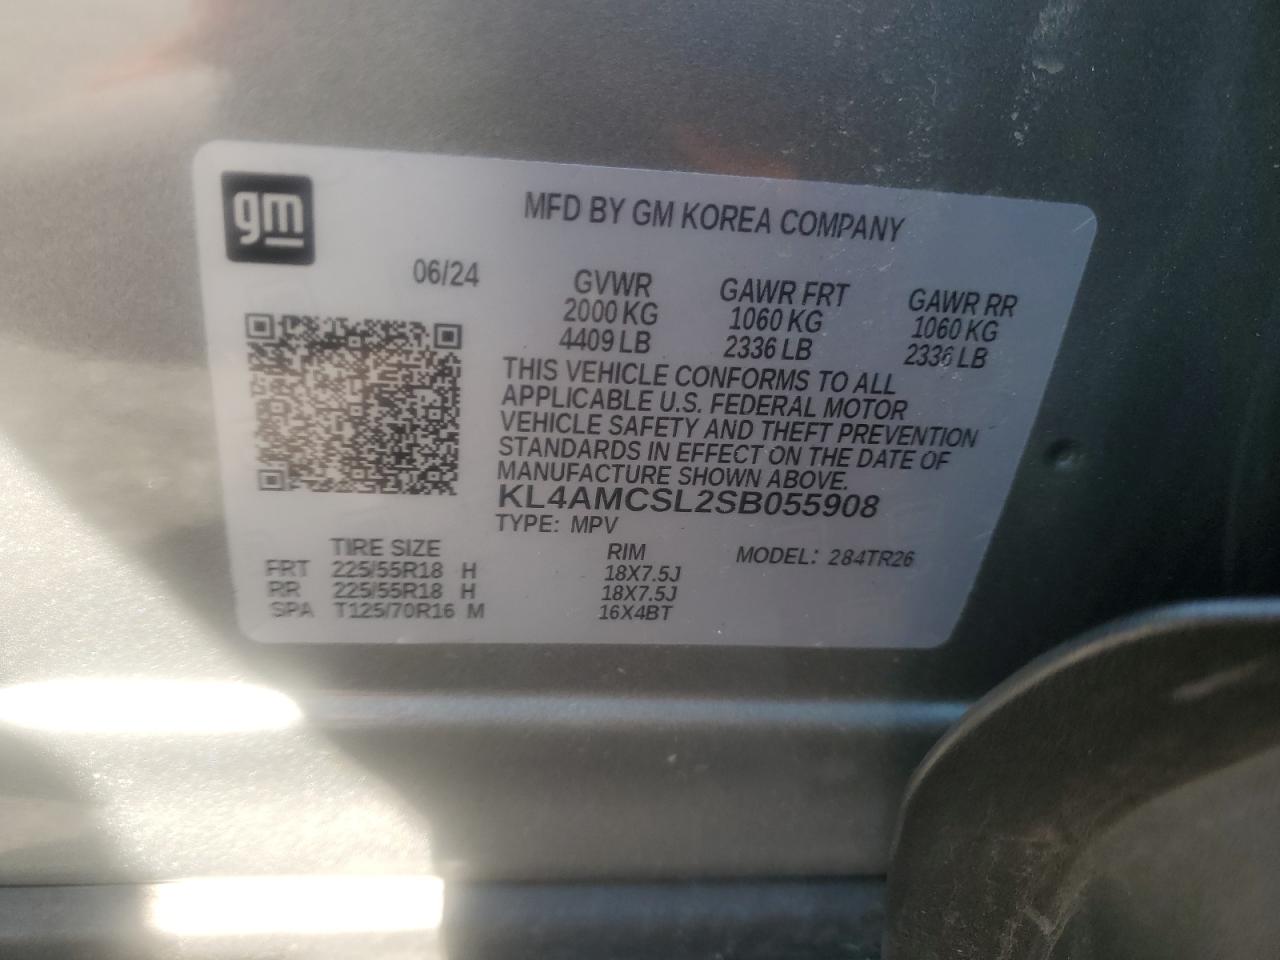 gm
MFD BY GM KOREA COMPANY
06/24
GVWR GAWR FRT GAWR RR
2000 KG 1060 KG 1060 KG
4409 LB 2336 LB 2336 LB
THIS VEHICLE CONFORMS TO ALL
APPLICABLE U.S. FEDERAL MOTOR
VEHICLE SAFETY AND THEFT PREVENTION
STANDARDS IN EFFECT ON THE DATE OF
MANUFACTURE SHOWN ABOVE.
KL4AMCSL2SB055908
TYPE: MPV
TIRE SIZE RIM MODEL: 284TR26
FRT 225/55R18 H 18X7.5J
RR 225/55R18 H 18X7.5J
SPA T125/70R16 M 16X4BT